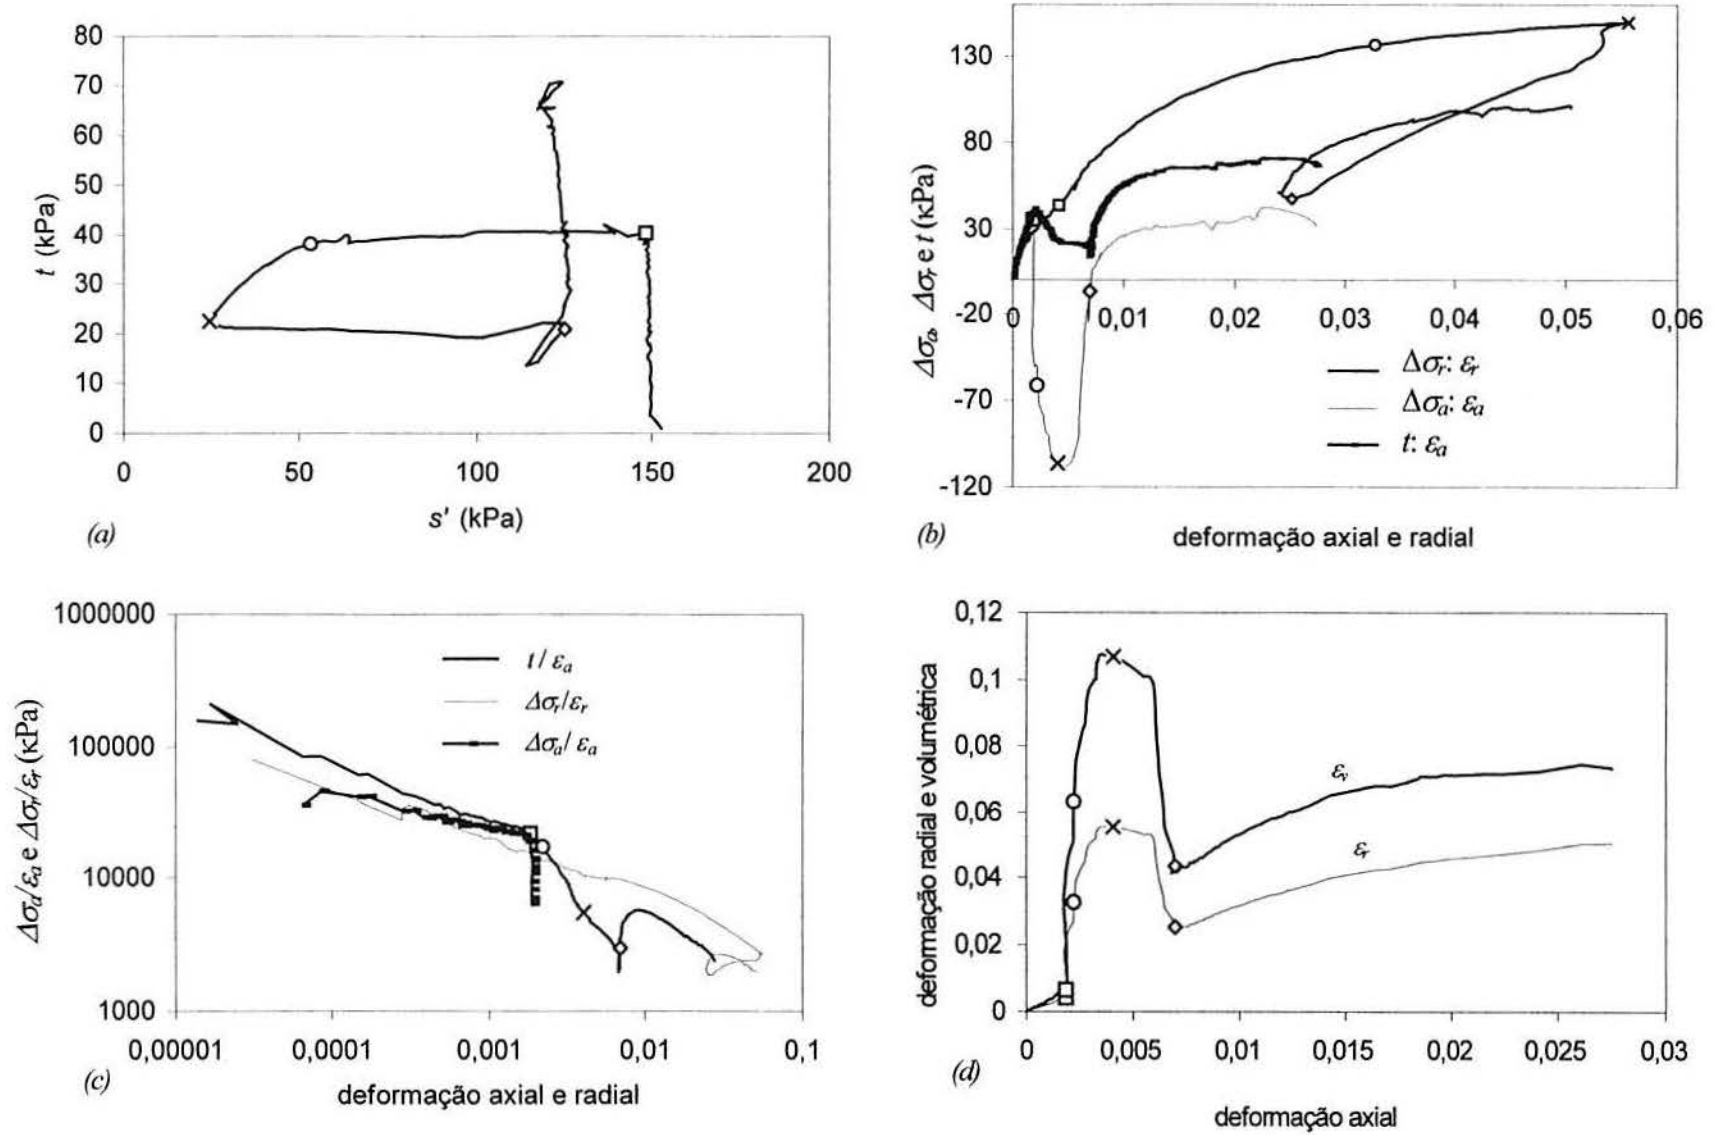 80
70
60
50
40
30
20
10
0
0
50
100
150
200
t (kPa)
s' (kPa)
(a)
130
80
30
-20
-70
-120
0
0,01
0,02
0,03
0,04
0,05
0,06
Δσa, Δσr e t (κPa)
Δσr: εr
Δσa: εa
t: εa
deformação axial e radial
(b)
1000000
100000
10000
1000
0,00001
0,0001
0,001
0,01
0,1
Δσa/εa e Δσr/εr (κPa)
t / εa
Δσr/εr
Δσa/ εa
deformação axial e radial
(c)
0,12
0,1
0,08
0,06
0,04
0,02
0
0
0,005
0,01
0,015
0,02
0,025
0,03
deformação radial e volumétrica
εv
εr
(d)
deformação axial